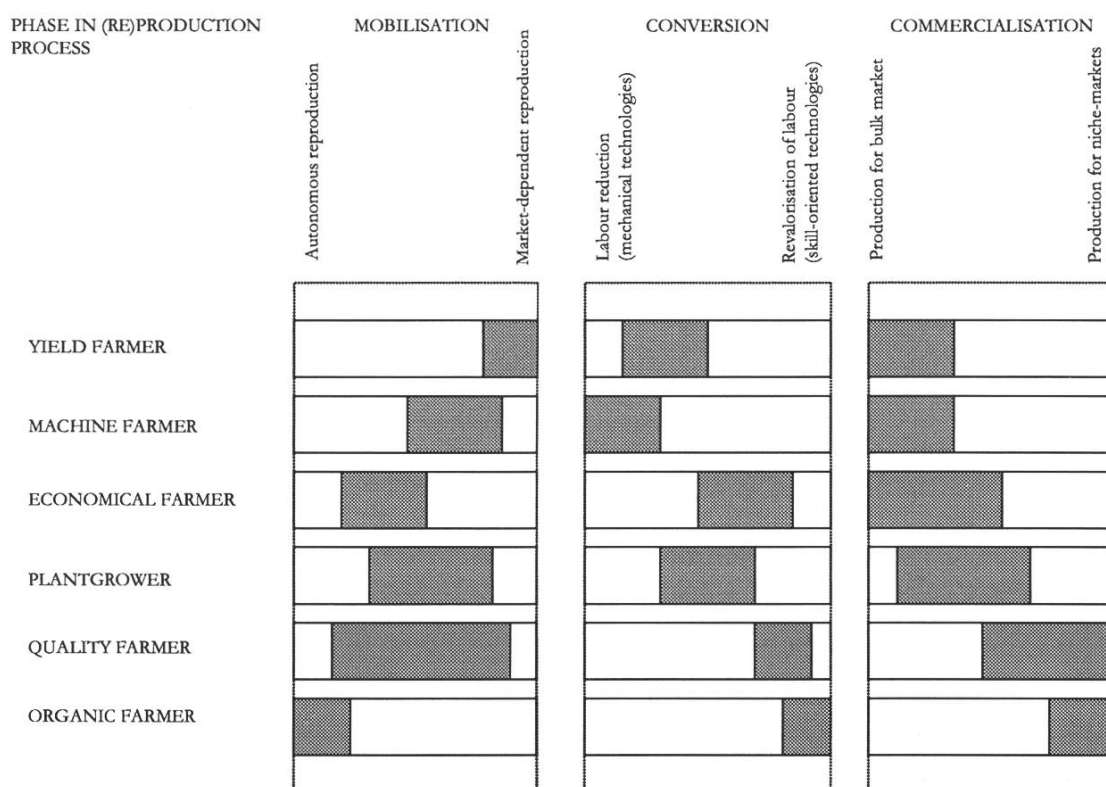 PHASE IN (RE)PRODUCTION
PROCESS
MOBILISATION
CONVERSION
COMMERCIALISATION
Autonomous reproduction
Market-dependent reproduction
Labour reduction
(mechanical technologies)
Revalorisation of labour
(skill-oriented technologies)
Production for bulk market
Production for niche-markets
YIELD FARMER
MACHINE FARMER
ECONOMICAL FARMER
PLANTGROWER
QUALITY FARMER
ORGANIC FARMER